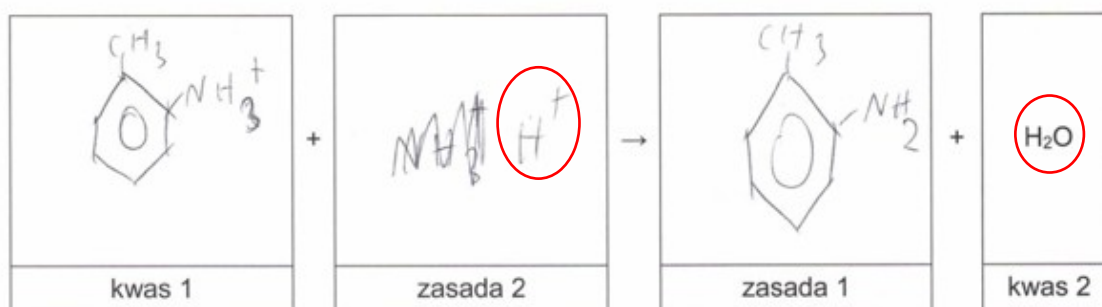 CH3 NH3+
+
H+
→
CH3 NH2
+
H₂O
kwas 1
zasada 2
zasada 1
kwas 2